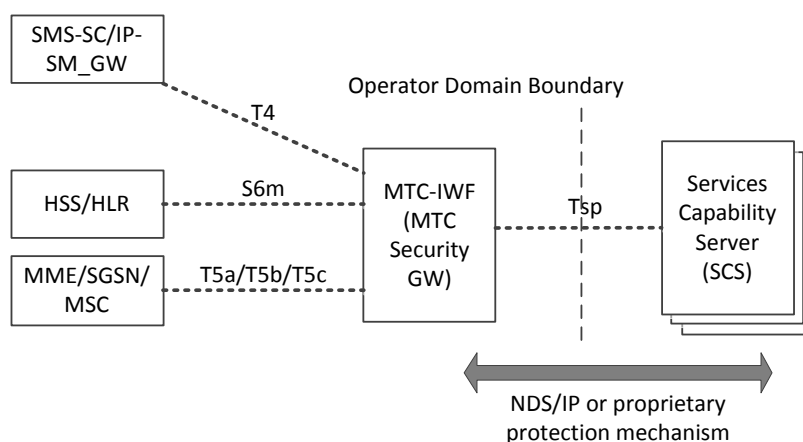 SMS-SC/IP-
SM_GW
Operator Domain Boundary
T4
HSS/HLR
S6m
MTC-IWF
(MTC
Security
GW)
Tsp
Services
Capability
Server
(SCS)
MME/SGSN/
MSC
T5a/T5b/T5c
NDS/IP or proprietary
protection mechanism